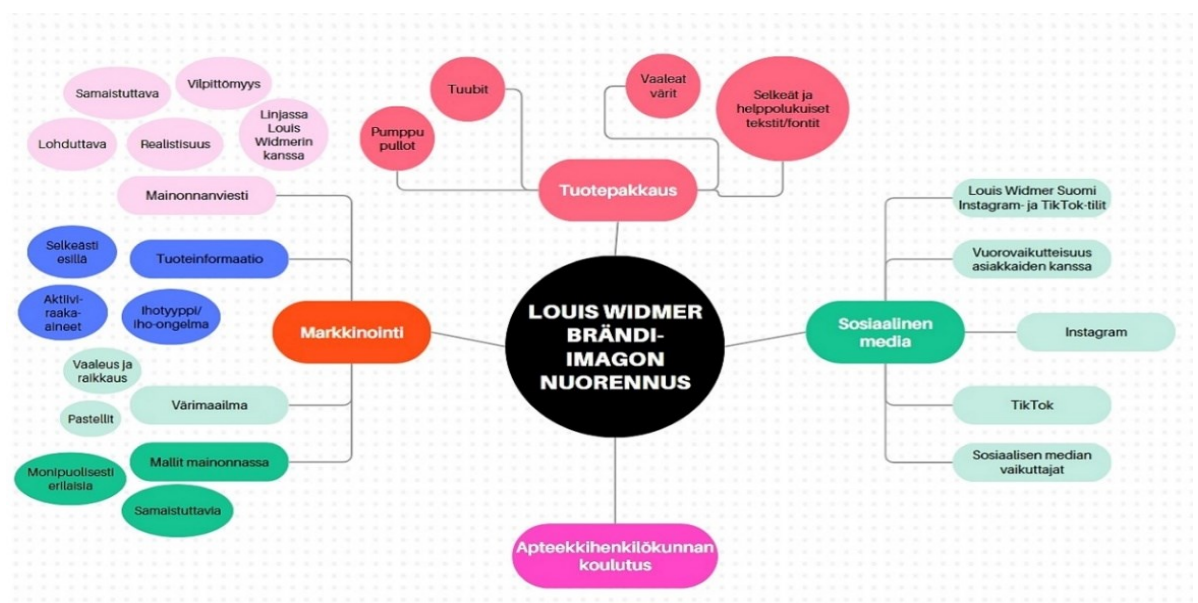 Samaistuttava
Vilpittömyys
Lohduttava
Realistisuus
Linjassa
Louis
Widmerin
kanssa
Mainonnanviesti
Selkeästi
esillä
Tuoteinformaatio
Aktiivi-
raaka-
aineet
Ihotyyppi/
iho-ongelma
Markkinointi
Vaaleus ja
raikkaus
Värimaailma
Pastellit
Mallit mainonnassa
Monipuolisesti
erilaisia
Samaistuttavia
Pumppu
pullot
Tuubit
Vaaleat
värit
Selkeät ja
helppolukuiset
tekstit/fontit
Tuotepakkaus
LOUIS WIDMER
BRÄNDI-
IMAGON
NUORENNUS
Sosiaalinen
media
Louis Widmer Suomi
Instagram- ja TikTok-tilit
Vuorovaikutteisuus
asiakkaiden kanssa
Instagram
TikTok
Sosiaalisen median
vaikuttajat
Apteekkihenkilökunnan
koulutus